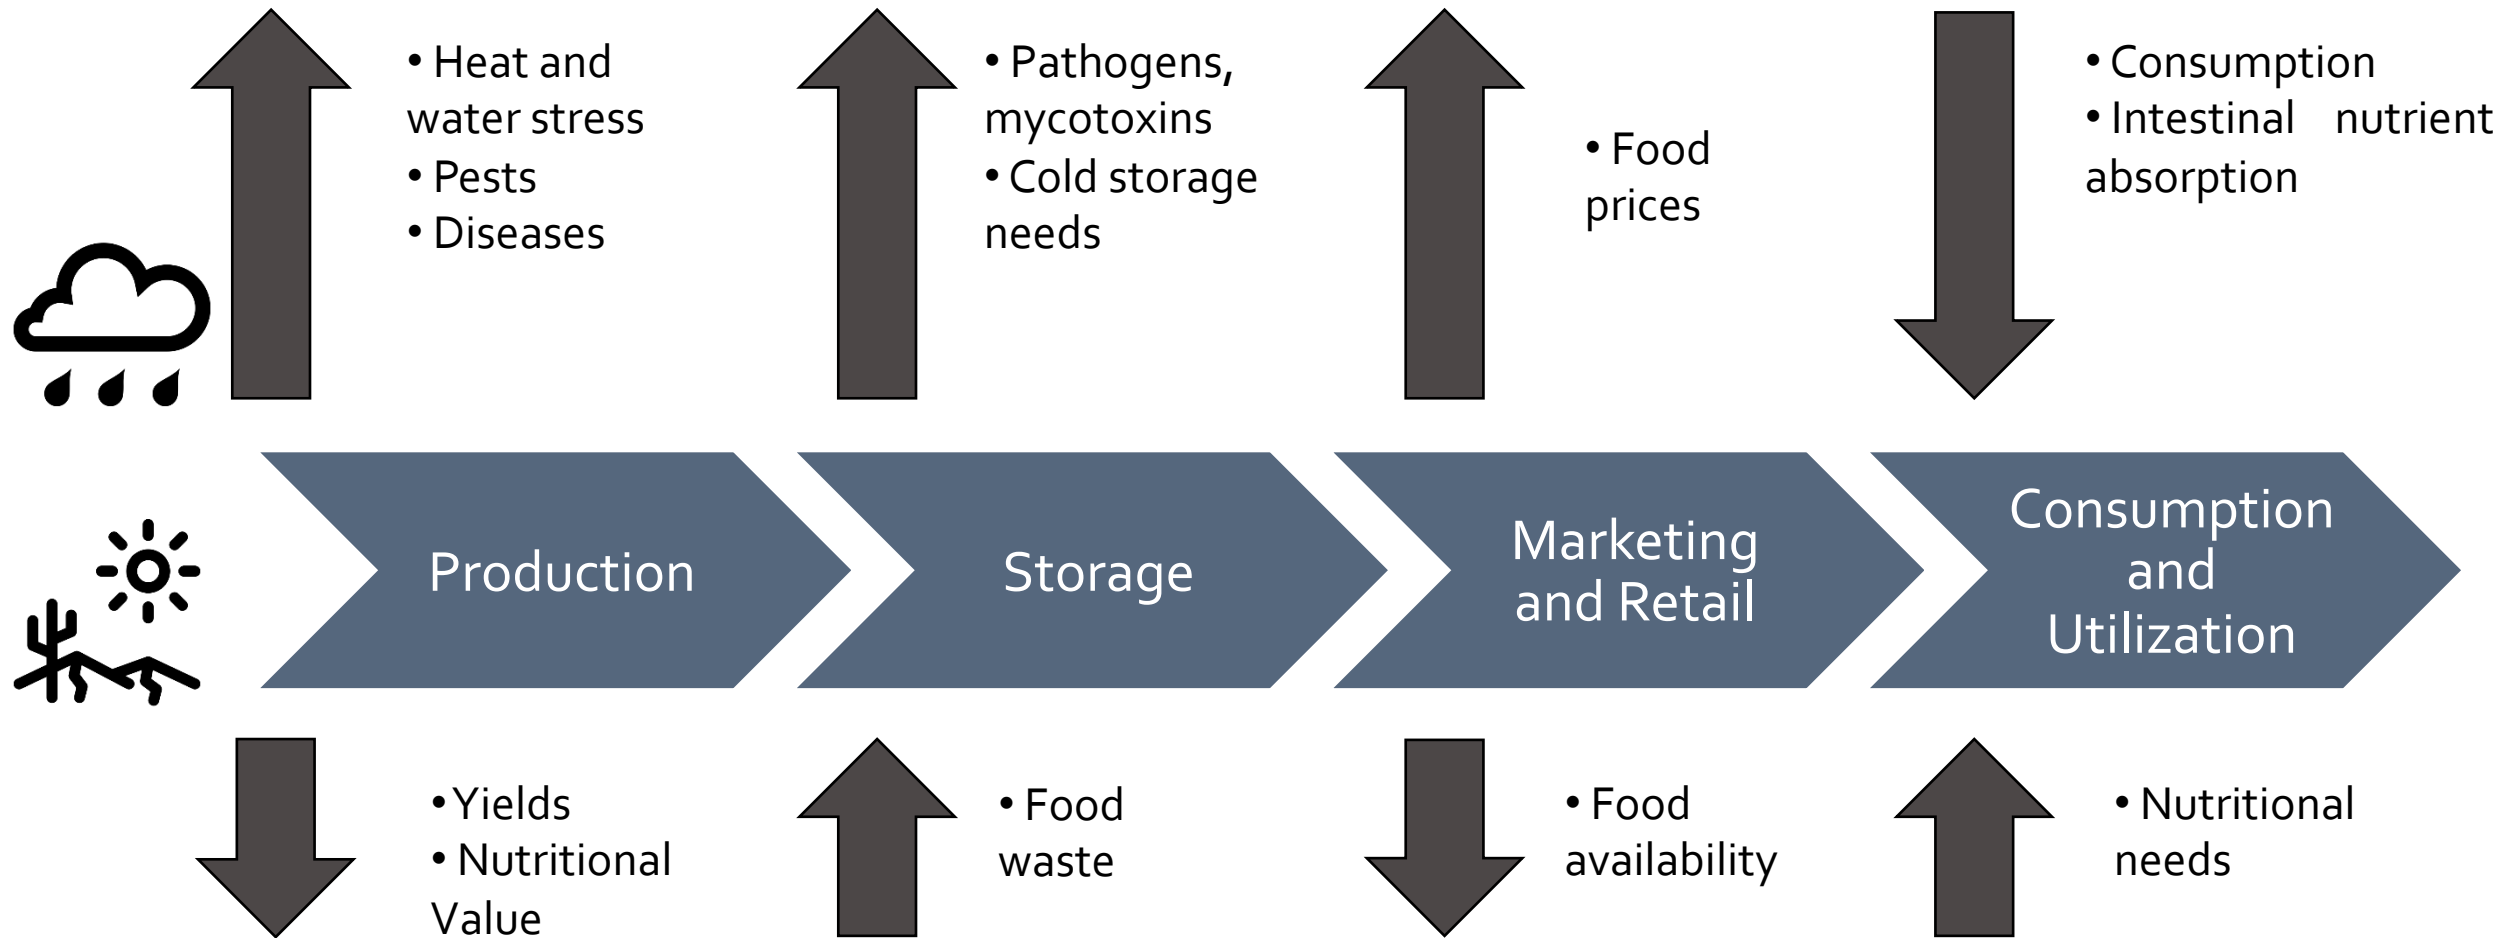 • Heat and
water stress
• Pests
• Diseases
• Pathogens,
mycotoxins
• Cold storage
needs
• Food
prices
• Consumption
• Intestinal nutrient
absorption
Production
Storage
Marketing
and Retail
Consumption
and
Utilization
• Yields
• Nutritional
Value
• Food
waste
• Food
availability
• Nutritional
needs